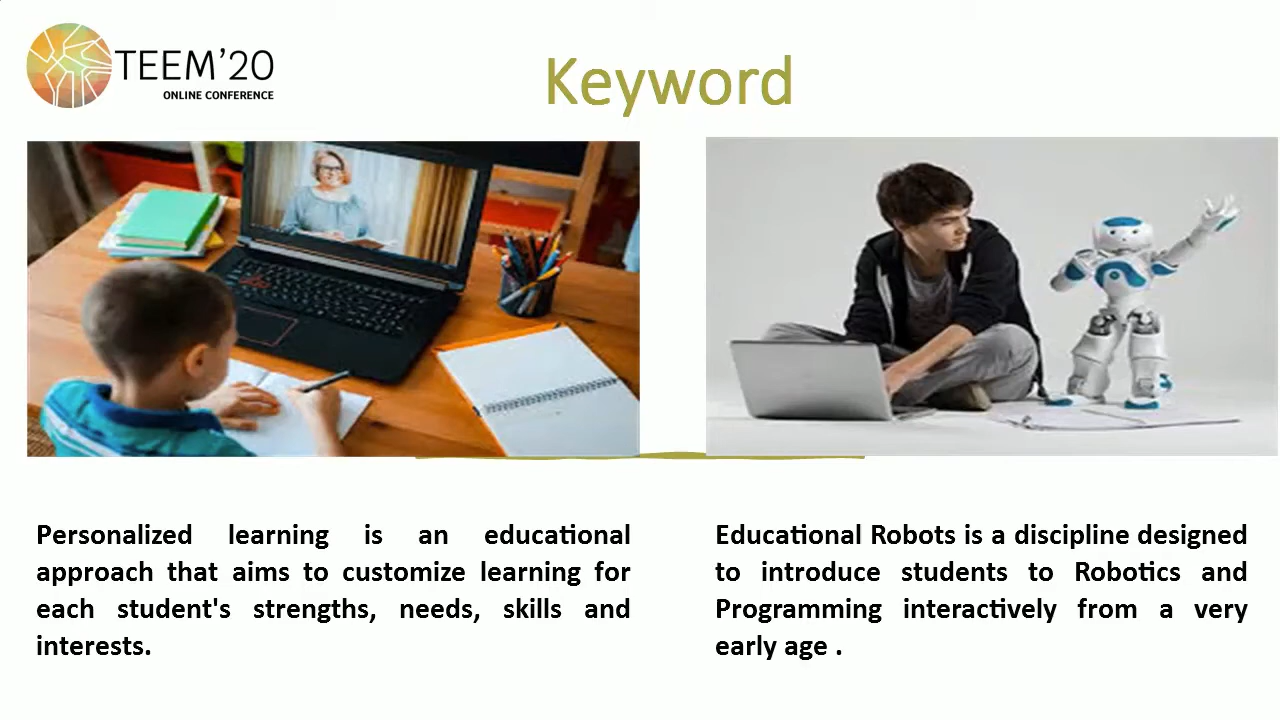 TEEM’20
ONLINE CONFERENCE
Keyword
Personalized learning is an educational
approach that aims to customize learning for
each student's strengths, needs, skills and
interests.
Educational Robots is a discipline designed
to introduce students to Robotics and
Programming interactively from a very
early age .